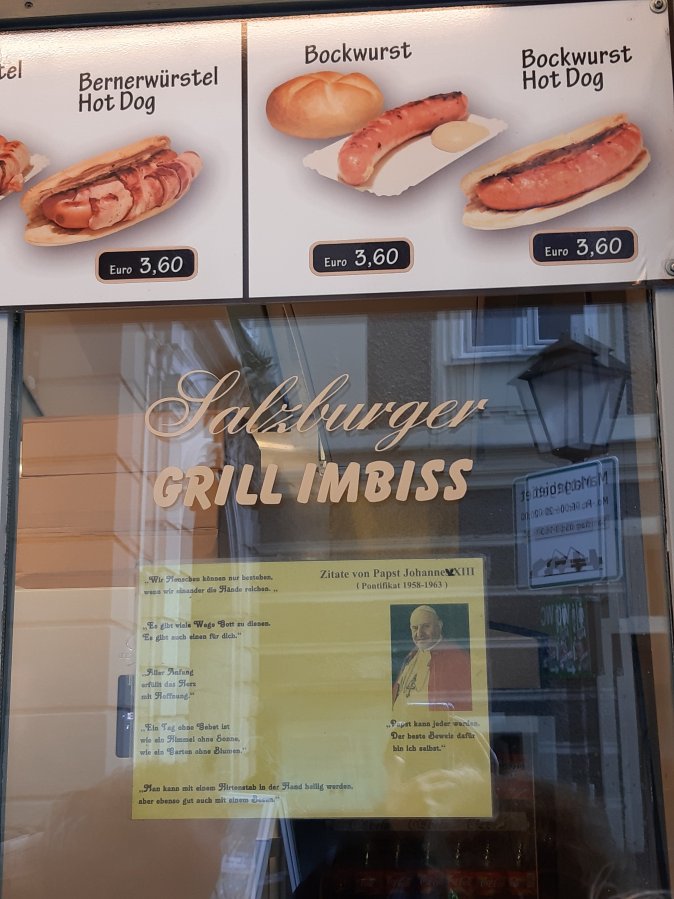 tel
Bernerwürstel
Hot Dog
Euro 3,60
Bockwurst
Euro 3,60
Bockwurst
Hot Dog
Euro 3,60
Salzburger
GRILL IMBISS
Zitate von Papst Johannes XXIII
( Pontifikat 1958-1963 )
„Wir Menschen können nur bestehen,
wenn wir einander die Hände reichen. „
„Es gibt viele Wege Gott zu dienen.
Es gibt auch einen für dich.“
„Aller Anfang
erfüllt das Herz
mit Hoffnung.“
„Ein Tag ohne Gebet ist
wie ein Himmel ohne Sonne,
wie ein Garten ohne Blumen.“
„Papst kann jeder werden.
Der beste Beweis dafür
bin ich selbst.“
„Man kann mit einem Hirtenstab in der Hand heilig werden,
aber ebenso gut auch mit einem Besen.“